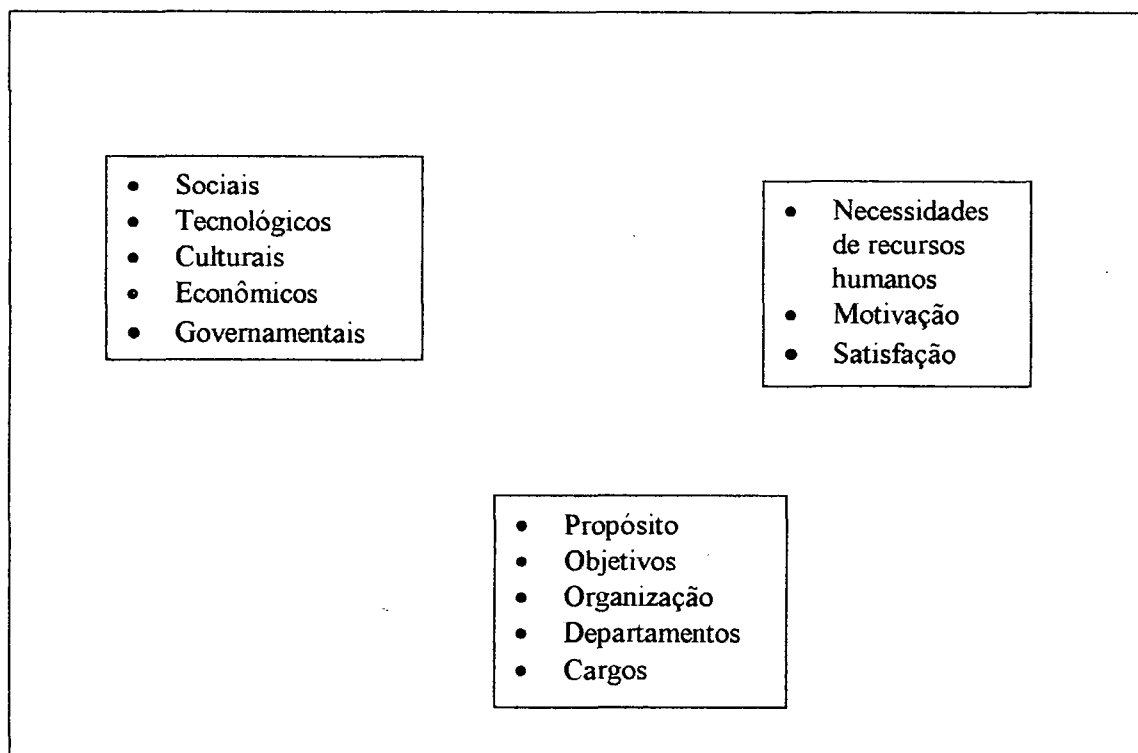 • Sociais
• Tecnológicos
• Culturais
• Econômicos
• Governamentais
• Necessidades
de recursos
humanos
• Motivação
• Satisfação
• Propósito
• Objetivos
• Organização
• Departamentos
• Cargos